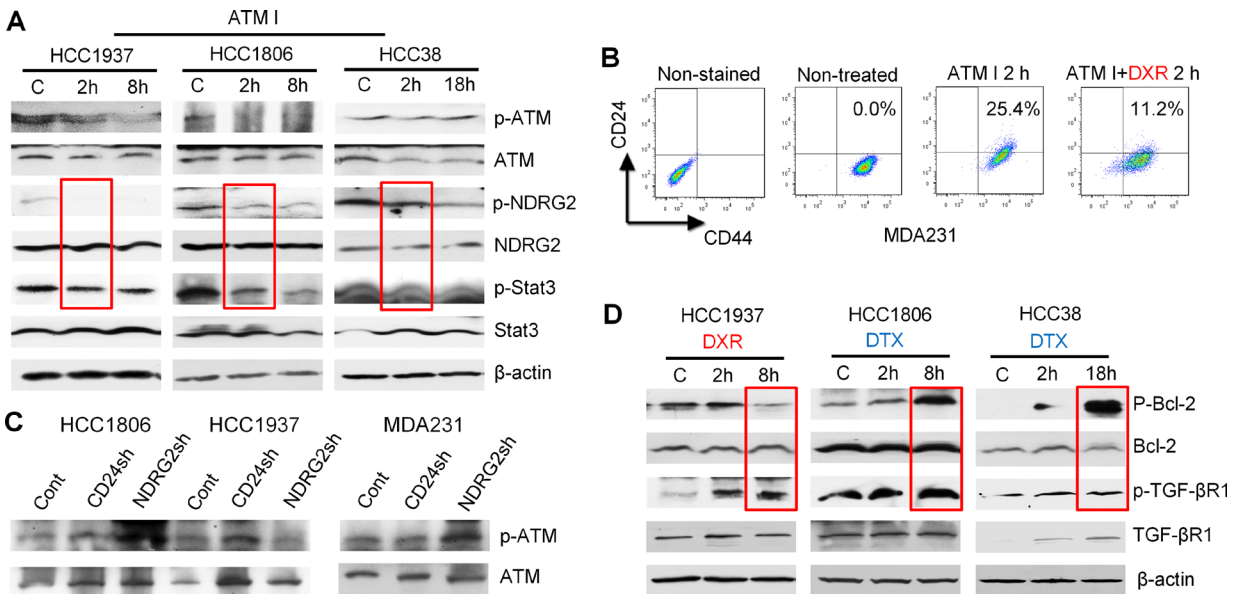 A
ATM I
HCC1937 HCC1806 HCC38
C 2h 8h C 2h 8h C 2h 18h
p-ATM
ATM
p-NDRG2
NDRG2
p-Stat3
Stat3
β-actin
B
Non-stained Non-treated ATM I 2 h ATM I+DXR 2 h
0.0% 25.4% 11.2%
CD24
CD44 MDA231
C
HCC1806 HCC1937 MDA231
Cont CD24sh NDRG2sh Cont CD24sh NDRG2sh Cont CD24sh NDRG2sh
p-ATM
ATM
D
HCC1937 HCC1806 HCC38
DXR DTX DTX
C 2h 8h C 2h 8h C 2h 18h
P-Bcl-2
Bcl-2
p-TGF-βR1
TGF-βR1
β-actin